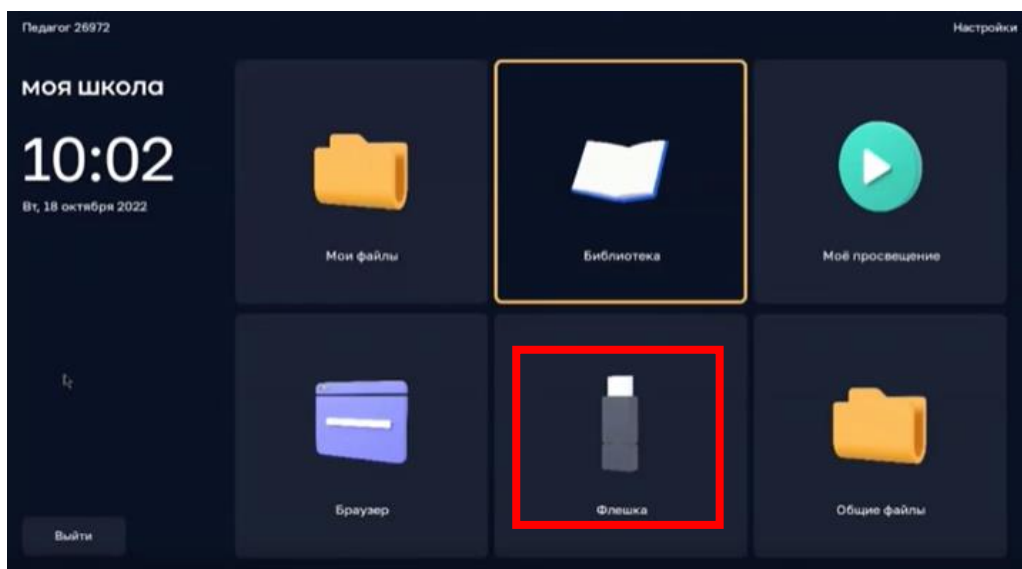 Педагог 26972
Настройки
моя школа
10:02
Вт, 18 октября 2022
Мои файлы
Библиотека
Моё просвещение
Браузер
Флешка
Общие файлы
Выйти